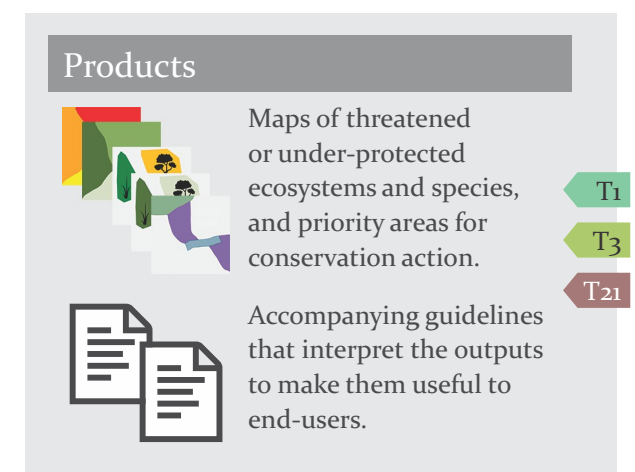 Products
Maps of threatened
or under-protected
ecosystems and species,
and priority areas for
conservation action.
T1
T3
T21
Accompanying guidelines
that interpret the outputs
to make them useful to
end-users.